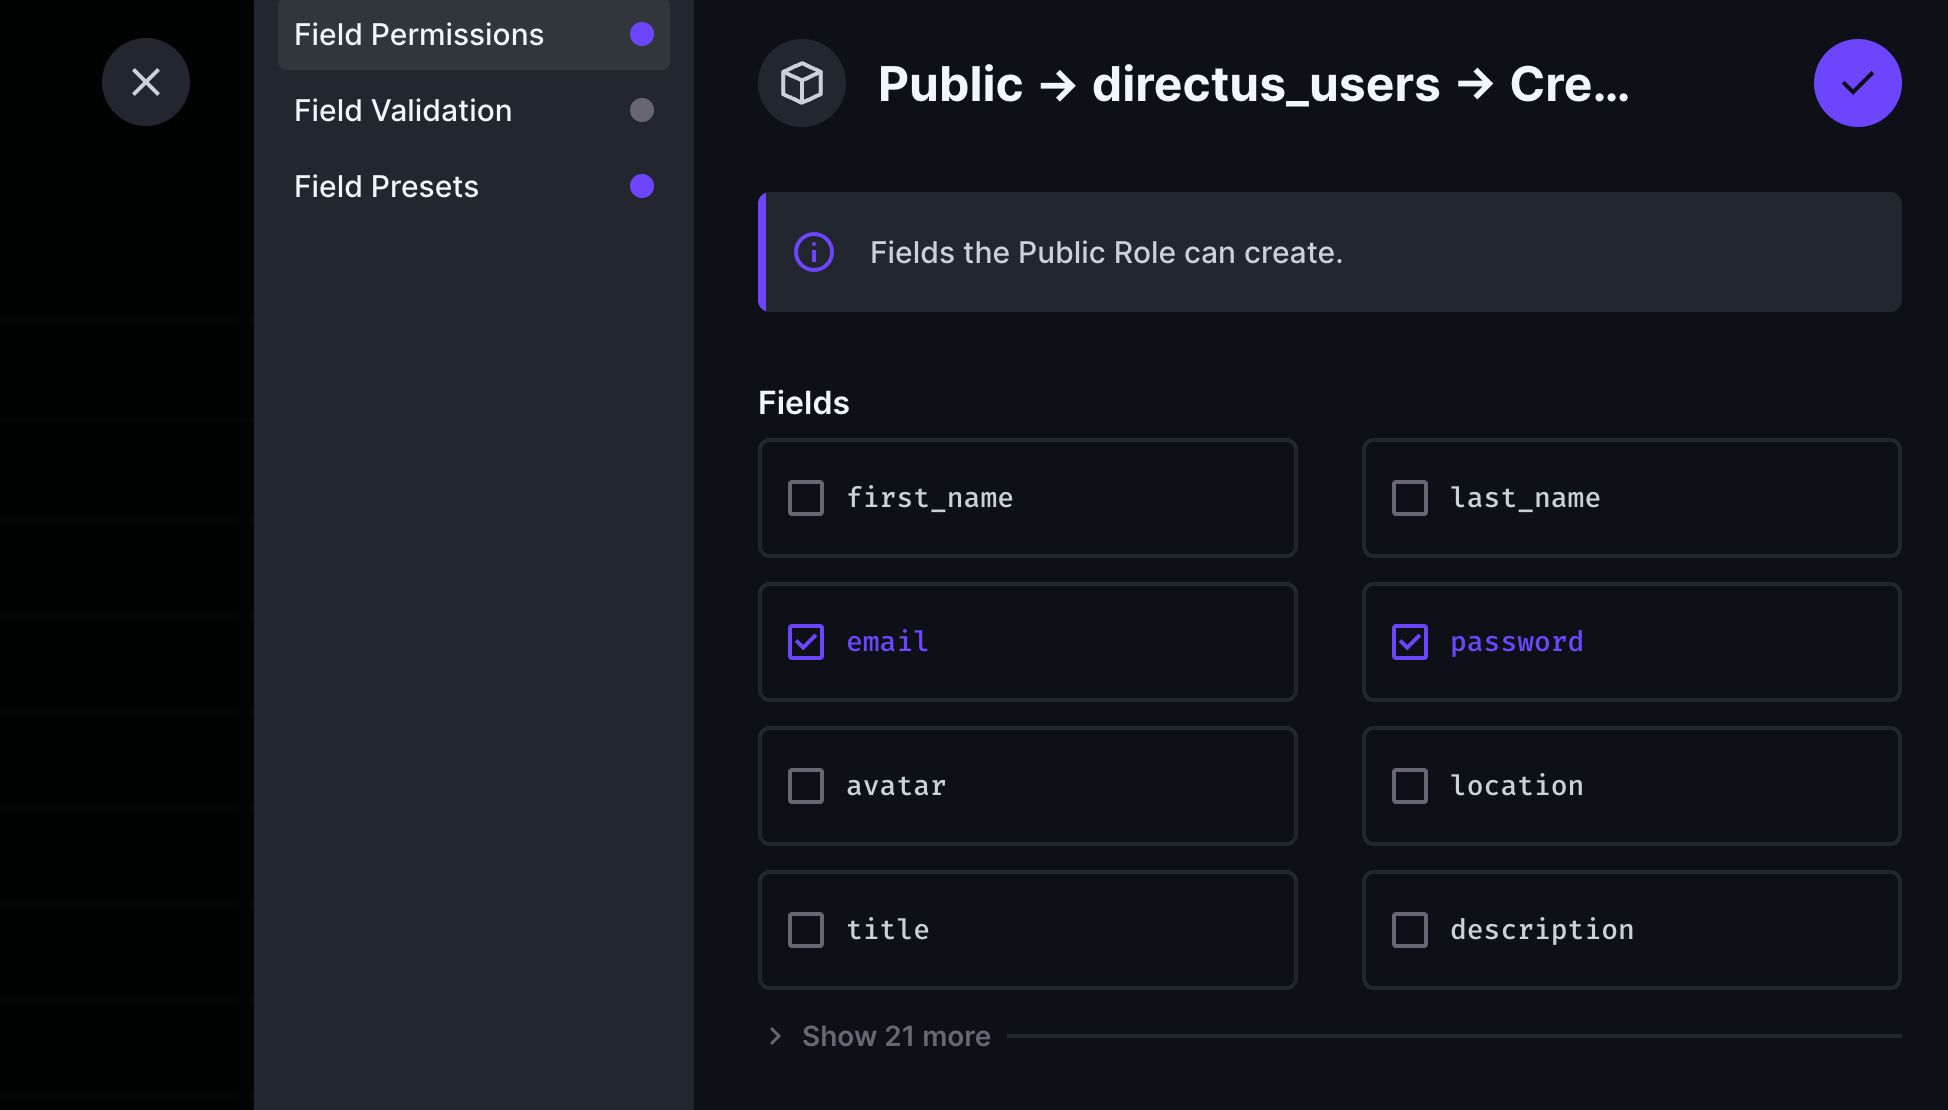 Field Permissions
Field Validation
Field Presets
Public → directus_users → Cre...
Fields the Public Role can create.
Fields
first_name
last_name
email
password
avatar
location
title
description
Show 21 more